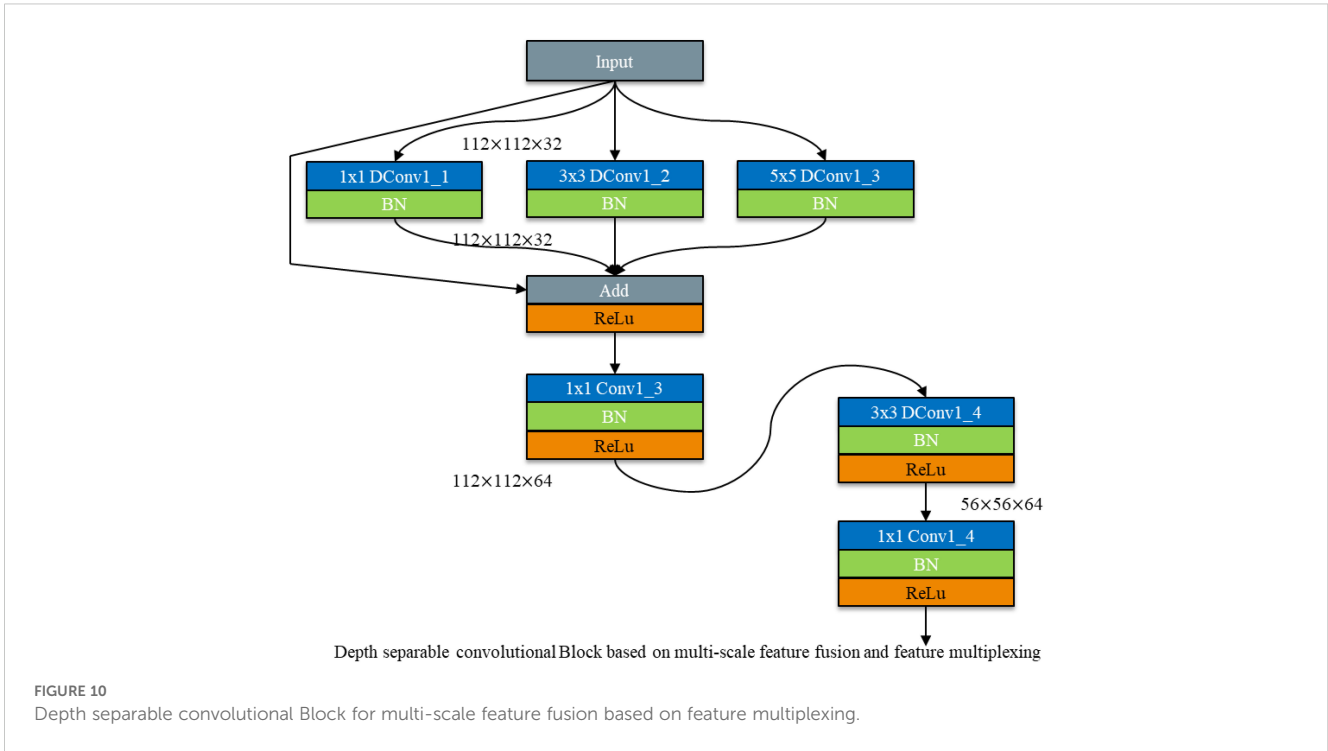 Input
112×112×32
1x1 DConv1_1
BN
3x3 DConv1_2
BN
5x5 DConv1_3
BN
112×112×32
Add
ReLu
1x1 Conv1_3
BN
ReLu
112×112×64
3x3 DConv1_4
BN
ReLu
56×56×64
1x1 Conv1_4
BN
ReLu
Depth separable convolutional Block based on multi-scale feature fusion and feature multiplexing
FIGURE 10
Depth separable convolutional Block for multi-scale feature fusion based on feature multiplexing.